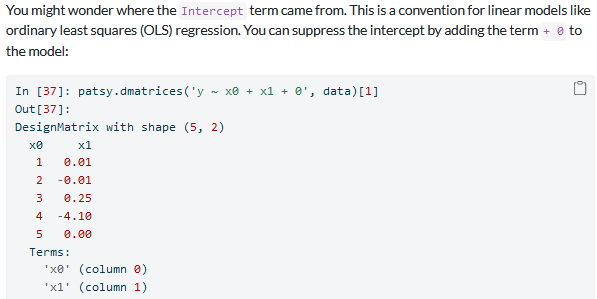 You might wonder where the Intercept term came from. This is a convention for linear models like
ordinary least squares (OLS) regression. You can suppress the intercept by adding the term + 0 to
the model:
In [37]: patsy.dmatrices('y ~ x0 + x1 + 0', data)[1]
Out[37]:
DesignMatrix with shape (5, 2)
  x0     x1
   1   0.01
   2  -0.01
   3   0.25
   4  -4.10
   5   0.00
  Terms:
    'x0' (column 0)
    'x1' (column 1)